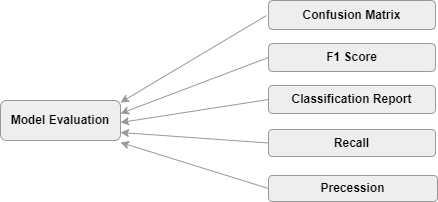 Confusion Matrix
F1 Score
Classification Report
Model Evaluation
Recall
Precession